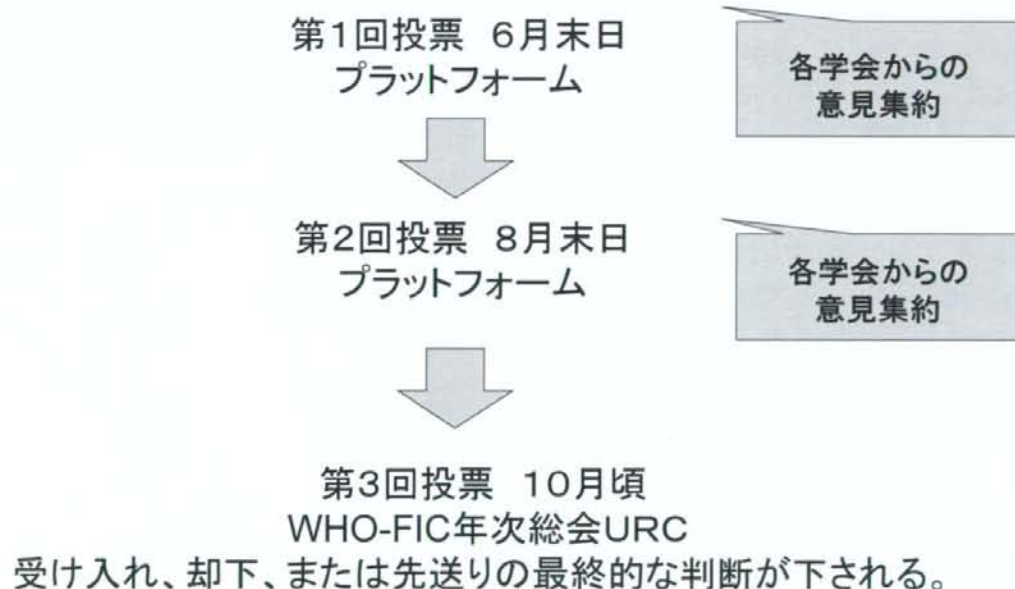 第1回投票 6月末日
プラットフォーム
各学会からの
意見集約
第2回投票 8月末日
プラットフォーム
各学会からの
意見集約
第3回投票 10月頃
WHO-FIC年次総会URC
受け入れ、却下、または先送りの最終的な判断が下される。